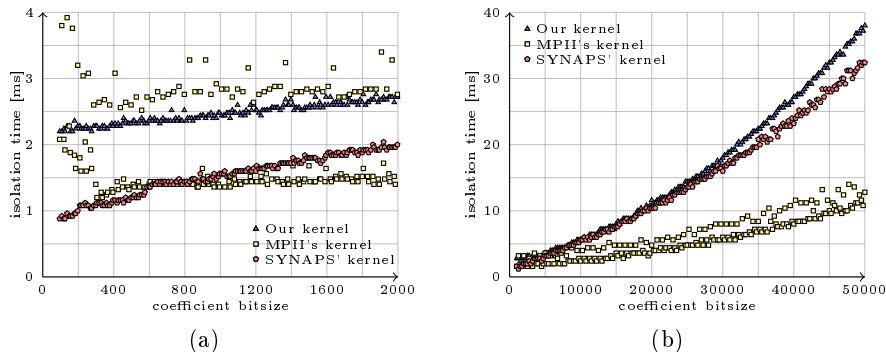 isolation time [ms]
4
3
2
1
0
0 400 800 1200 1600 2000
coefficient bitsize
Our kernel
MPII's kernel
SYNAPS' kernel
(a)
isolation time [ms]
40
30
20
10
0
0 10000 20000 30000 40000 50000
coefficient bitsize
Our kernel
MPII's kernel
SYNAPS' kernel
(b)